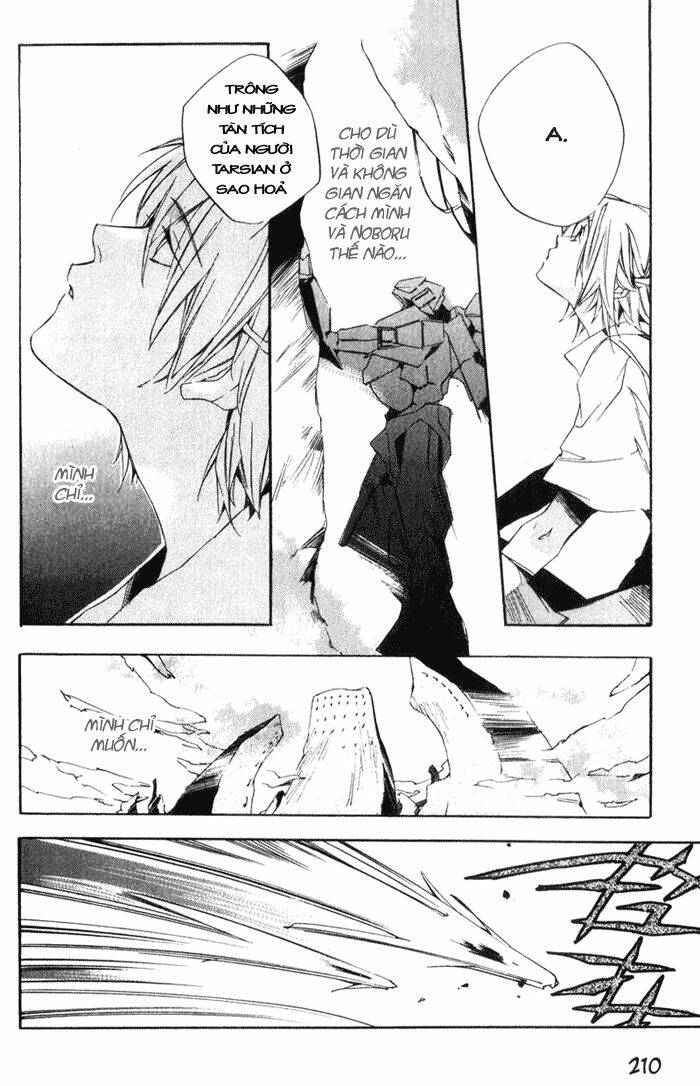 A.
CHO DÙ
THỜI GIAN
VÀ KHÔNG
GIAN NGĂN
CÁCH MÌNH
VÀ NOBORU
THẾ NÀO...
TRÔNG
NHƯ NHỮNG
TÀN TÍCH
CỦA NGƯỜI
TARSIAN Ở
SAO HOẢ
MÌNH
CHỈ...
MÌNH CHỈ
MUỐN...
210